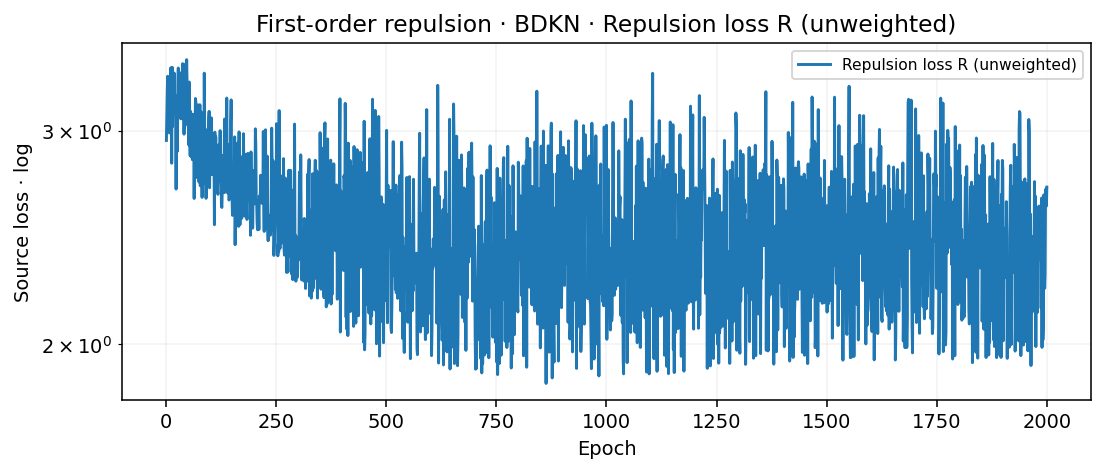 First-order repulsion · BDKN · Repulsion loss R (unweighted)
Repulsion loss R (unweighted)
Source loss · log
3 × 10⁰
2 × 10⁰
0 250 500 750 1000 1250 1500 1750 2000
Epoch